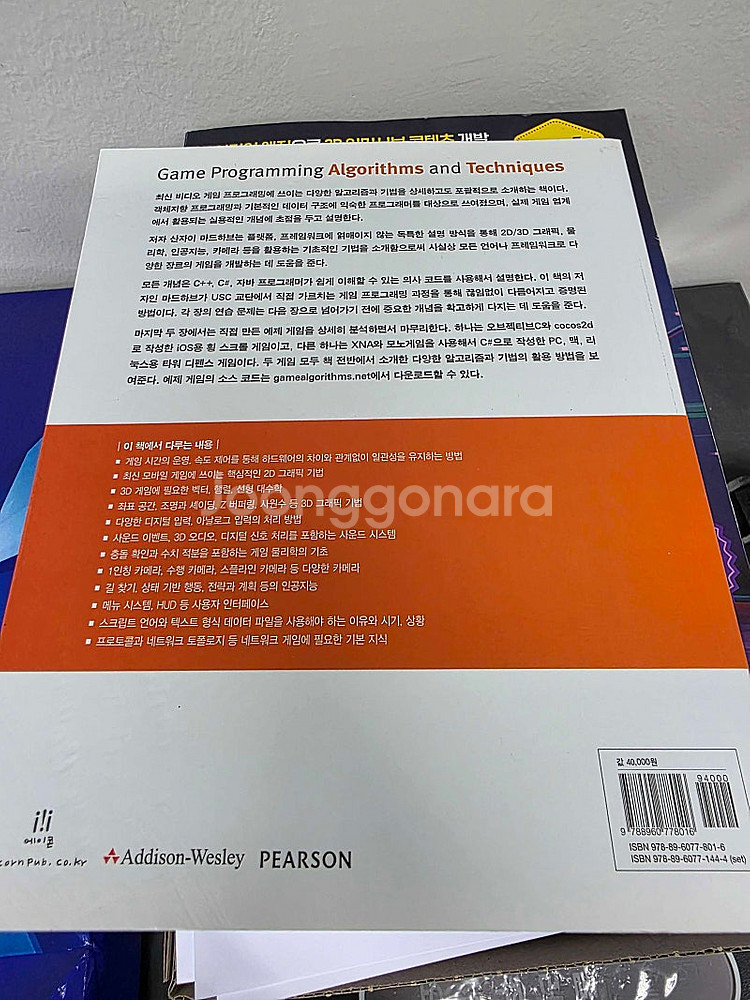 3D 인터랙티브 콘텐츠 개발
Game Programming Algorithms and Techniques
최신 비디오 게임 프로그래밍에 쓰이는 다양한 알고리즘과 기법을 상세하고도 포괄적으로 소개하는 책이다.
객체지향 프로그래밍과 기본적인 데이터 구조에 익숙한 프로그래머를 대상으로 쓰여졌으며, 실제 게임 업계
에서 활용되는 실용적인 개념에 초점을 두고 설명한다.
저자 산자이 마드하브는 플랫폼, 프레임워크에 얽매이지 않는 독특한 설명 방식을 통해 2D/3D 그래픽, 물
리학, 인공지능, 카메라 등을 활용하는 기초적인 기법을 소개함으로써 사실상 모든 언어나 프레임워크로 다
양한 장르의 게임을 개발하는 데 도움을 준다.
모든 개념은 C++, C#, 자바 프로그래머가 쉽게 이해할 수 있는 의사 코드를 사용해서 설명한다. 이 책의 저
자인 마드하브가 USC 교단에서 직접 가르치는 게임 프로그래밍 과정을 통해 끊임없이 다듬어지고 증명된
방법이다. 각 장의 연습 문제는 다음 장으로 넘어가기 전에 중요한 개념을 확고하게 다지는 데 도움을 준다.
마지막 두 장에서는 직접 만든 예제 게임을 상세히 분석하면서 마무리한다. 하나는 오브젝티브C와 cocos2d
로 작성한 iOS용 횡 스크롤 게임이고, 다른 하나는 XNA와 모노게임을 사용해서 C#으로 작성한 PC, 맥, 리
눅스용 타워 디펜스 게임이다. 두 게임 모두 책 전반에서 소개한 다양한 알고리즘과 기법의 활용 방법을 보
여준다. 예제 게임의 소스 코드는 gamealgorithms.net에서 다운로드할 수 있다.
| 이 책에서 다루는 내용 |
■ 게임 시간의 운영, 속도 제어를 통해 하드웨어의 차이와 관계없이 일관성을 유지하는 방법
■ 최신 모바일 게임에 쓰이는 핵심적인 2D 그래픽 기법
■ 3D 게임에 필요한 벡터, 행렬, 선형 대수학
■ 좌표 공간, 조명과 셰이딩, Z 버퍼링, 사원수 등 3D 그래픽 기법
■ 다양한 디지털 입력, 아날로그 입력의 처리 방법
■ 사운드 이벤트, 3D 오디오, 디지털 신호 처리를 포함하는 사운드 시스템
■ 충돌 확인과 수치 적분을 포함하는 게임 물리학의 기초
■ 1인칭 카메라, 수행 카메라, 스플라인 카메라 등 다양한 카메라
■ 길 찾기, 상태 기반 행동, 전략과 계획 등의 인공지능
■ 메뉴 시스템, HUD 등 사용자 인터페이스
■ 스크립트 언어와 텍스트 형식 데이터 파일을 사용해야 하는 이유와 시기, 상황
■ 프로토콜과 네트워크 토폴로지 등 네트워크 게임에 필요한 기본 지식
Joonggonara
값 40,000원
94000
9 788960 778016
ISBN 978-89-6077-801-6
ISBN 978-89-6077-144-4 (set)
에이콘
cornPub.co.kr
Addison-Wesley PEARSON